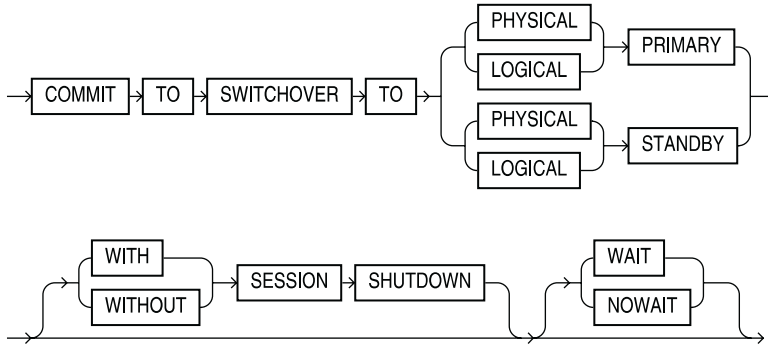 PHYSICAL
LOGICAL
PRIMARY
COMMIT TO SWITCHOVER TO
PHYSICAL
LOGICAL
STANDBY
WITH
WITHOUT
SESSION SHUTDOWN
WAIT
NOWAIT